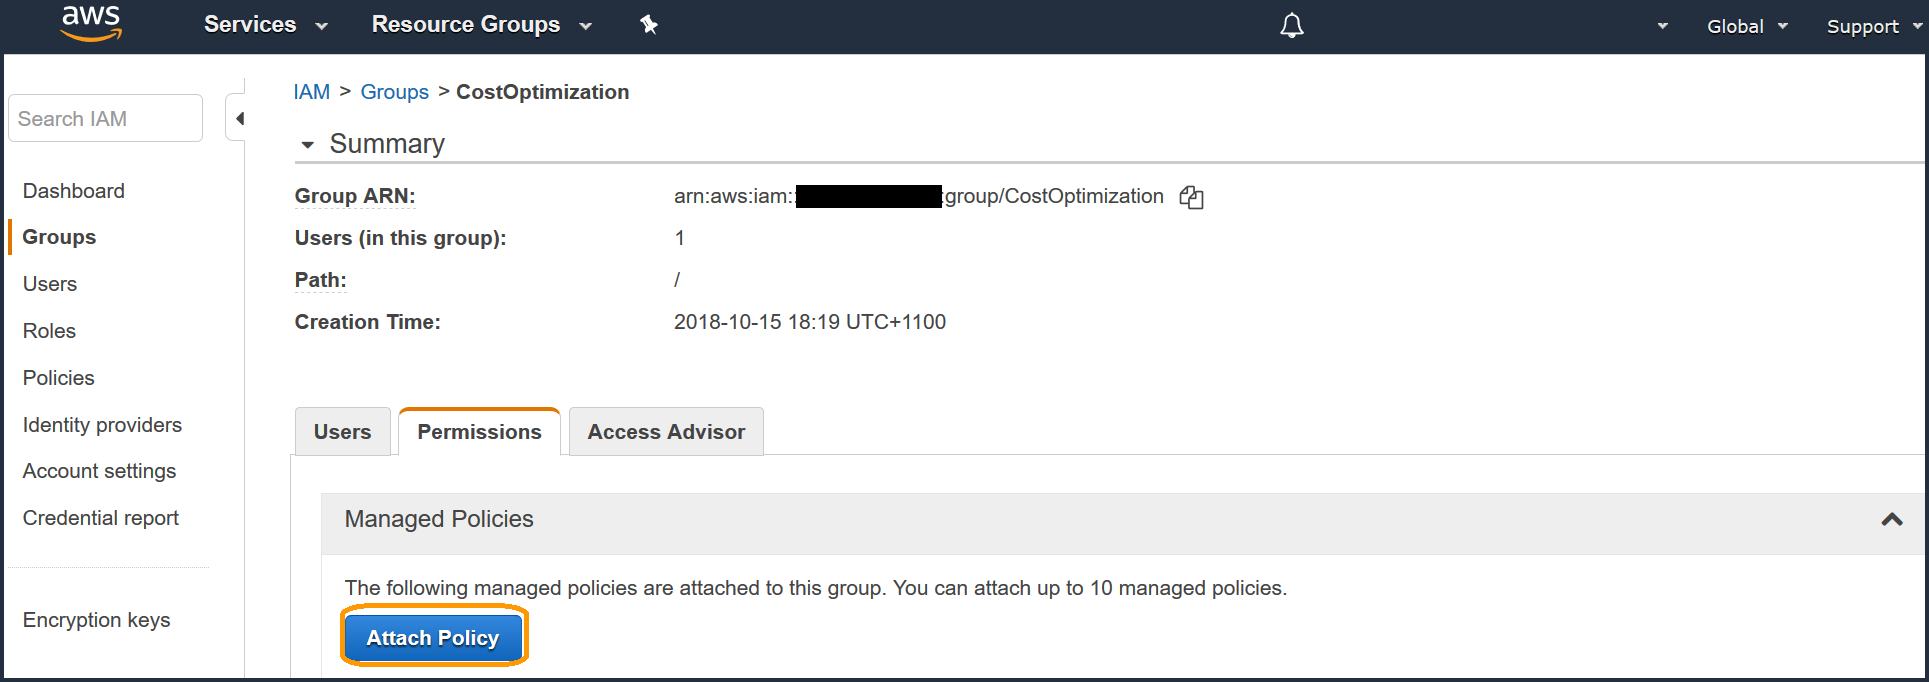 aws Services Resource Groups Global Support
Search IAM
Dashboard
Groups
Users
Roles
Policies
Identity providers
Account settings
Credential report
Encryption keys
IAM > Groups > CostOptimization
Summary
Group ARN: arn:aws:iam:: :group/CostOptimization
Users (in this group): 1
Path: /
Creation Time: 2018-10-15 18:19 UTC+1100
Users Permissions Access Advisor
Managed Policies
The following managed policies are attached to this group. You can attach up to 10 managed policies.
Attach Policy